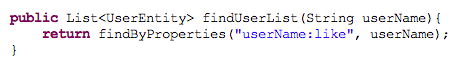 public List<UserEntity> findUserList(String userName){
    return findByProperties("userName:like", userName);
}